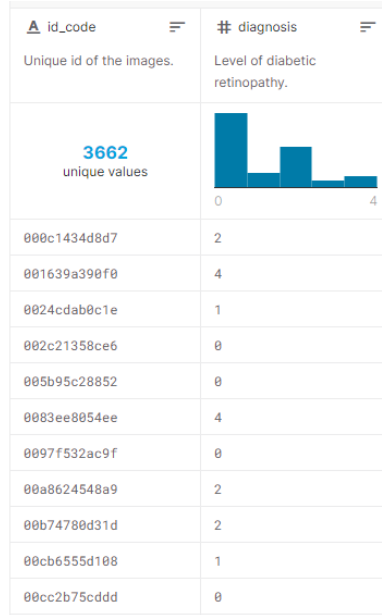 A id_code
# diagnosis
Unique id of the images.
Level of diabetic
retinopathy.
3662
unique values
0 4
000c1434d8d7 2
001639a390f0 4
0024cdab0c1e 1
002c21358ce6 0
005b95c28852 0
0083ee8054ee 4
0097f532ac9f 0
00a8624548a9 2
00b74780d31d 2
00cb6555d108 1
00cc2b75cddd 0